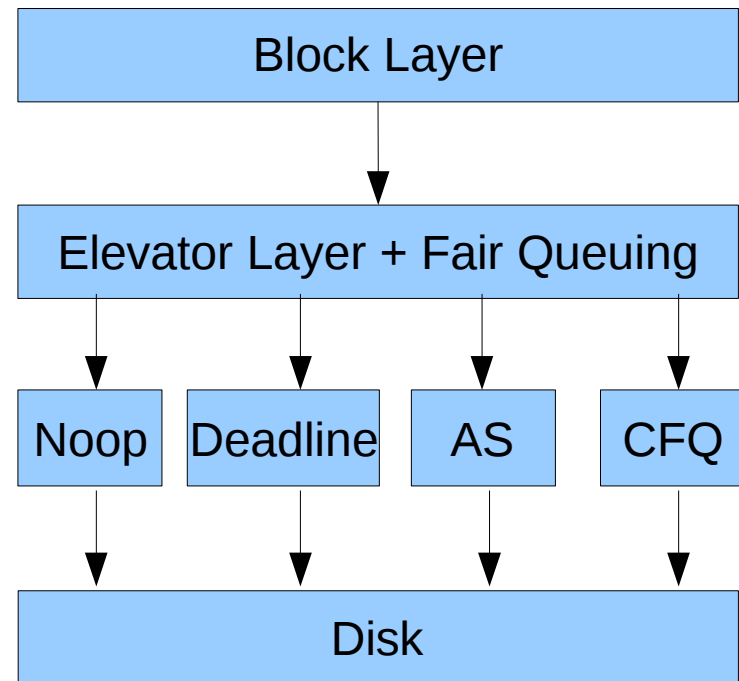 Block Layer
Elevator Layer + Fair Queuing
Noop
Deadline
AS
CFQ
Disk